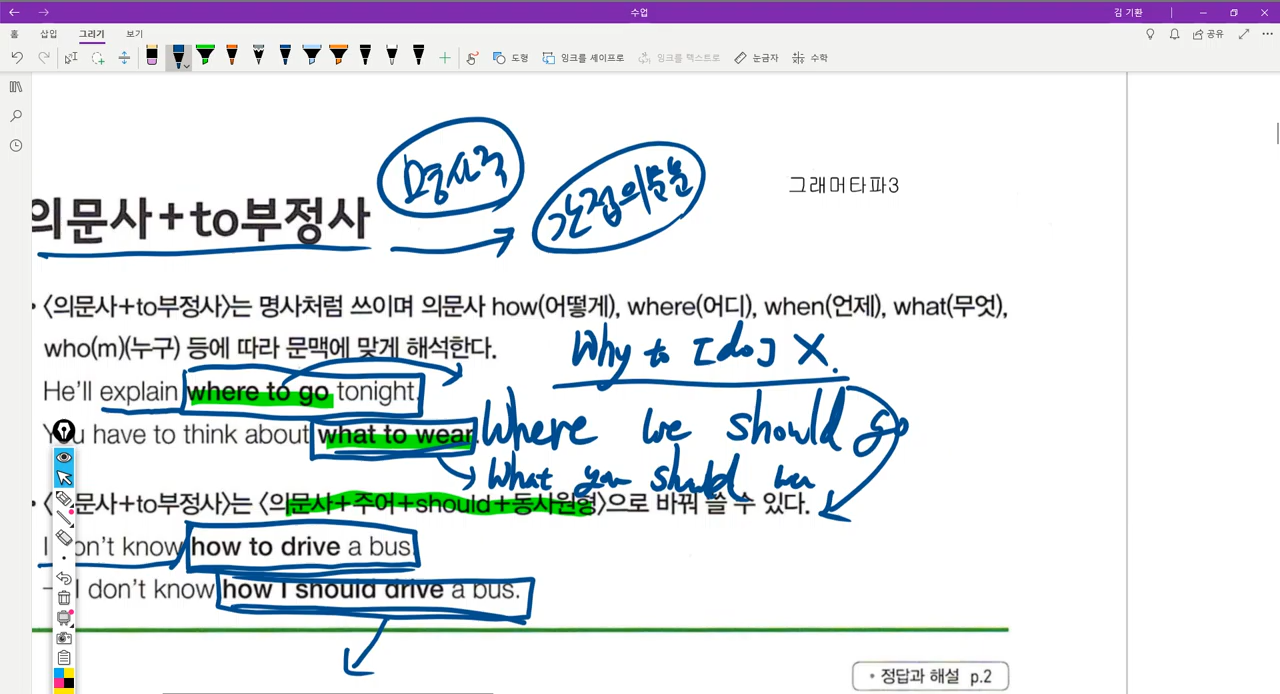 수업
김 기환
홈 삽입 그리기 보기
공유
도형
잉크를 셰이프로
잉크를 텍스트로
눈금자
수학
명사구
간접의문문
그래머타파3
의문사+to부정사
• 〈의문사+to부정사〉는 명사처럼 쓰이며 의문사 how(어떻게), where(어디), when(언제), what(무엇),
who(m)(누구) 등에 따라 문맥에 맞게 해석한다.
Why to [do] X.
He'll explain where to go tonight.
Where we should go
You have to think about what to wear.
What you should
〈의문사+to부정사〉는 〈의문사+주어+should+동사원형〉으로 바꿔 쓸 수 있다.
I don't know how to drive a bus.
I don't know how I should drive a bus.
• 정답과 해설 p.2